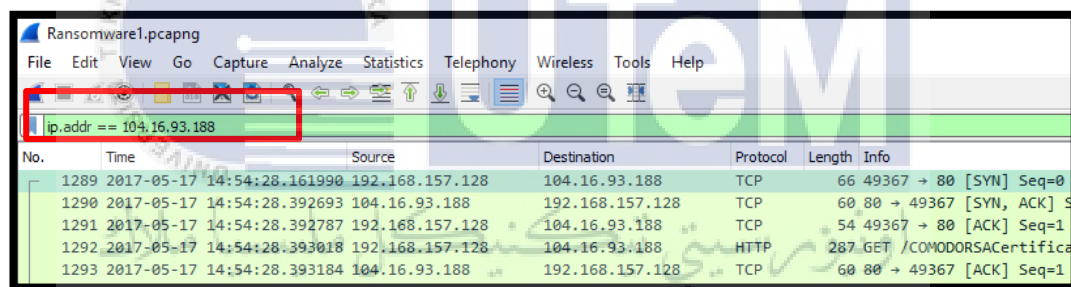 Ransomware1.pcapng
File Edit View Go Capture Analyze Statistics Telephony Wireless Tools Help
ip.addr == 104.16.93.188
No. Time Source Destination Protocol Length Info
1289 2017-05-17 14:54:28.161990 192.168.157.128 104.16.93.188 TCP 66 49367 → 80 [SYN] Seq=0
1290 2017-05-17 14:54:28.392693 104.16.93.188 192.168.157.128 TCP 60 80 → 49367 [SYN, ACK] S
1291 2017-05-17 14:54:28.392787 192.168.157.128 104.16.93.188 TCP 54 49367 → 80 [ACK] Seq=1
1292 2017-05-17 14:54:28.393018 192.168.157.128 104.16.93.188 HTTP 287 GET /COMODORSACertifica
1293 2017-05-17 14:54:28.393184 104.16.93.188 192.168.157.128 TCP 60 80 → 49367 [ACK] Seq=1
UTeM